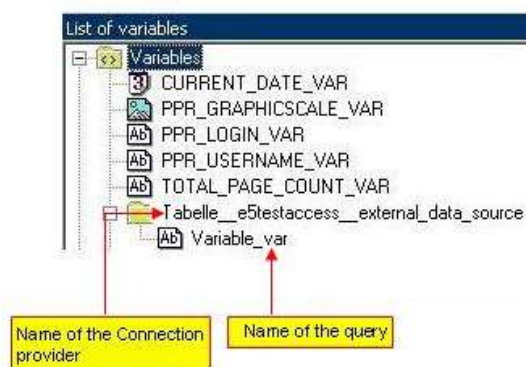 List of variables
Variables
CURRENT_DATE_VAR
PPR_GRAPHICSCALE_VAR
PPR_LOGIN_VAR
PPR_USERNAME_VAR
TOTAL_PAGE_COUNT_VAR
Tabelle__e5testaccess__external_data_source
Variable_var
Name of the Connection
provider
Name of the query